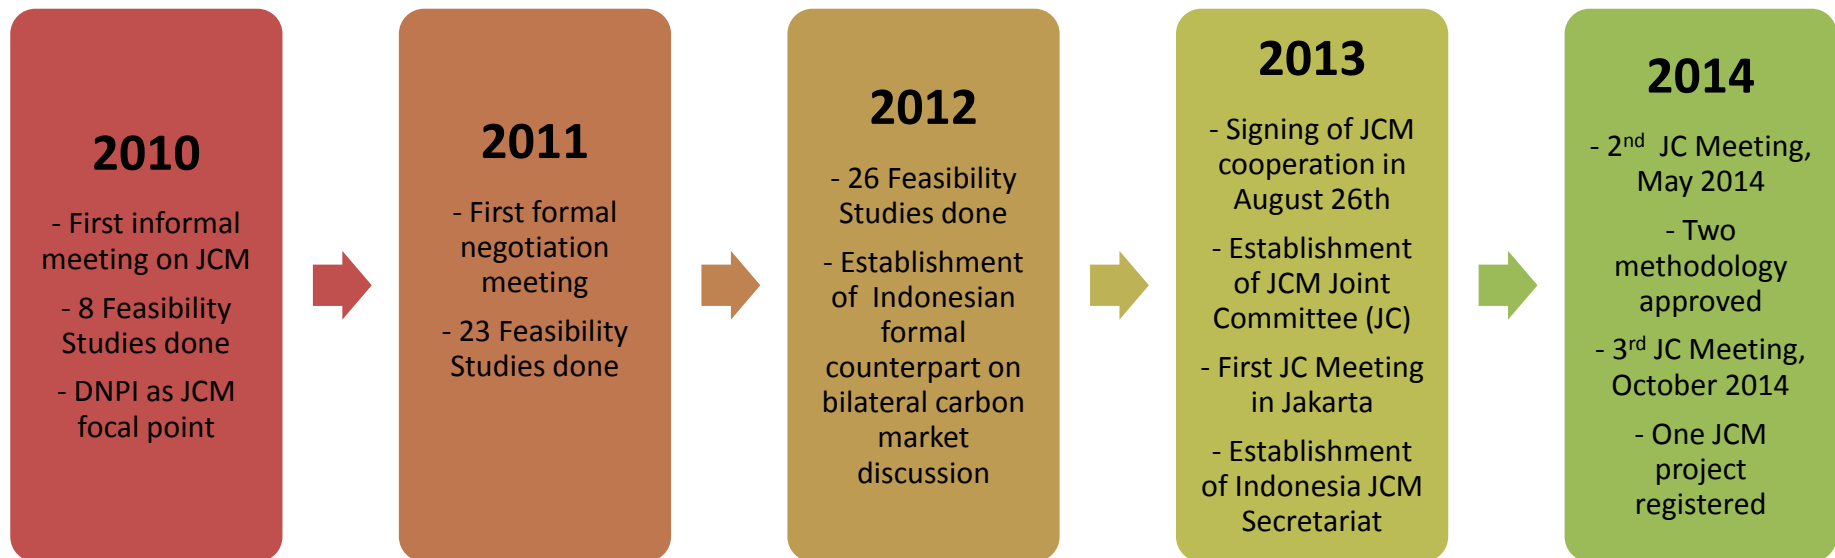 2010
- First informal
meeting on JCM
- 8 Feasibility
Studies done
- DNPI as JCM
focal point
2011
- First formal
negotiation
meeting
- 23 Feasibility
Studies done
2012
- 26 Feasibility
Studies done
- Establishment
of Indonesian
formal
counterpart on
bilateral carbon
market
discussion
2013
- Signing of JCM
cooperation in
August 26th
- Establishment
of JCM Joint
Committee (JC)
- First JC Meeting
in Jakarta
- Establishment
of Indonesia JCM
Secretariat
2014
- 2nd JC Meeting,
May 2014
- Two
methodology
approved
- 3rd JC Meeting,
October 2014
- One JCM
project
registered